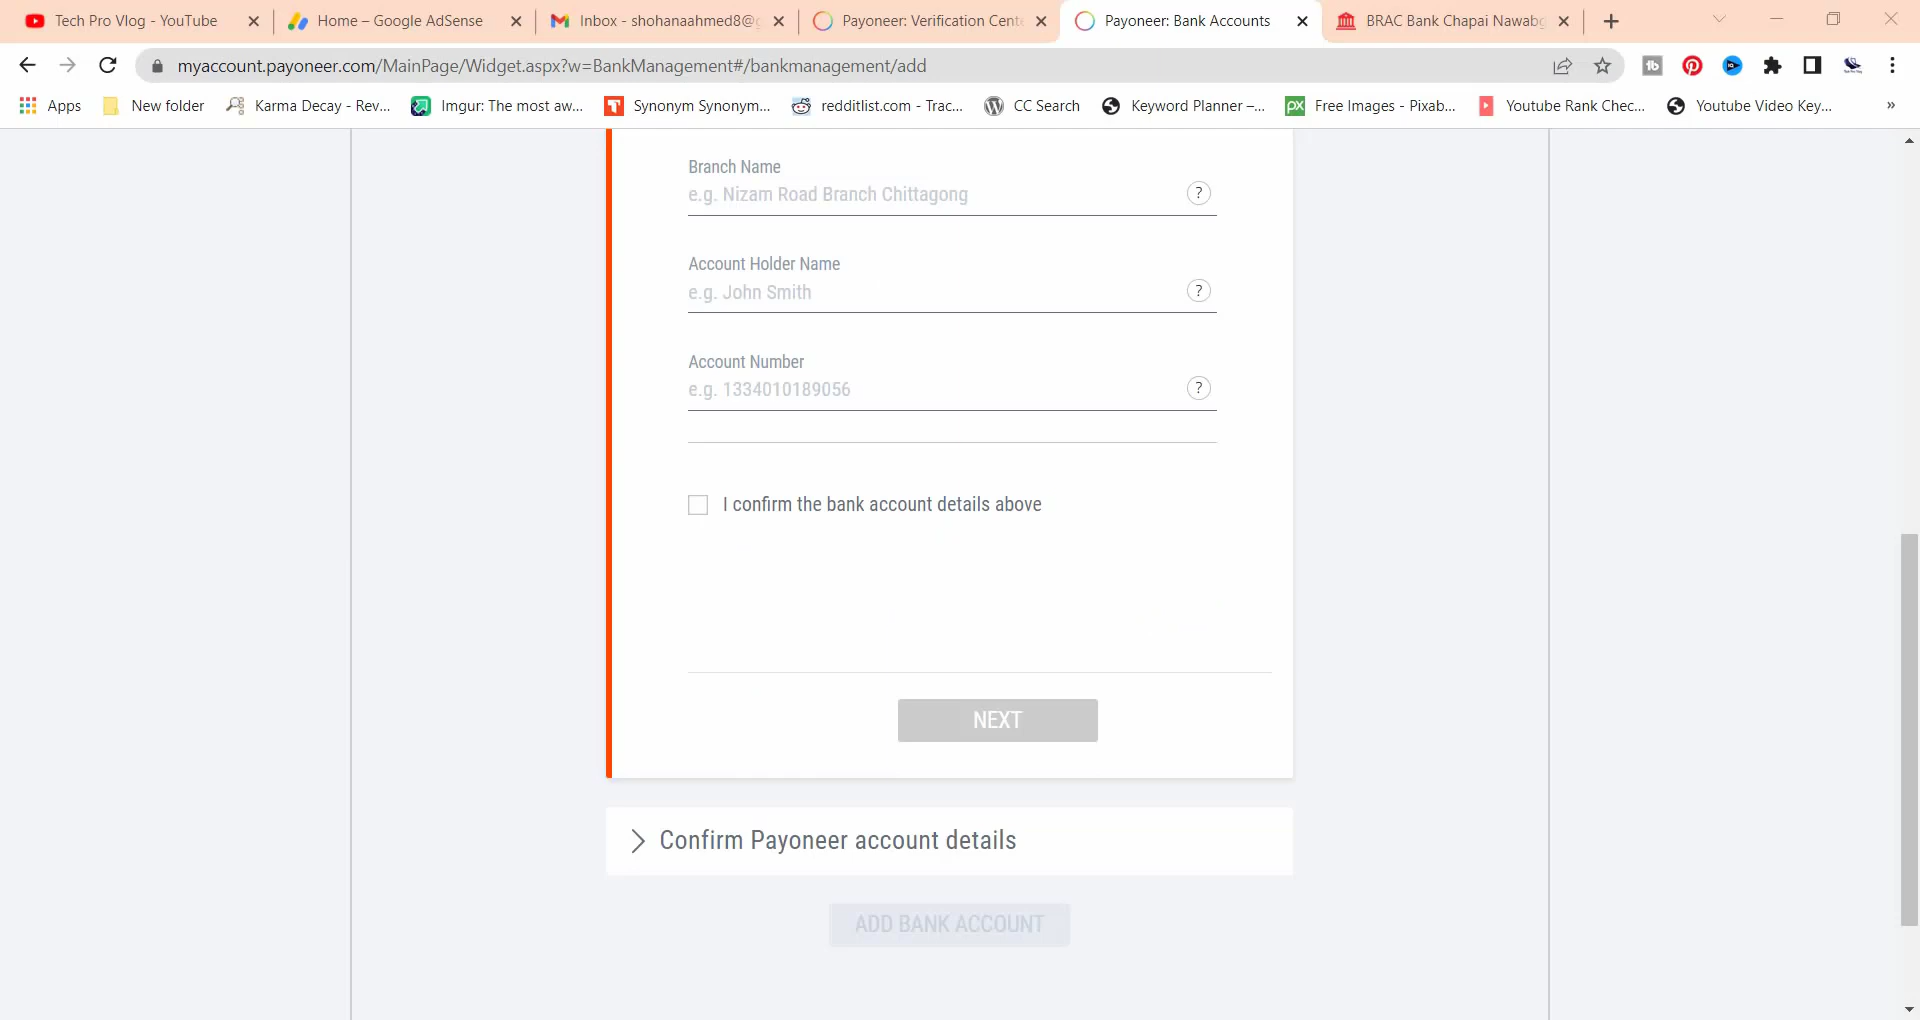 Tech Pro Vlog - YouTube
Home – Google AdSense
Inbox - shohanaahmed8@g
Payoneer: Verification Cente
Payoneer: Bank Accounts
BRAC Bank Chapai Nawabg
myaccount.payoneer.com/MainPage/Widget.aspx?w=BankManagement#/bankmanagement/add
Apps
New folder
Karma Decay - Rev...
Imgur: The most aw...
Synonym Synonym...
redditlist.com - Trac...
CC Search
Keyword Planner –...
Free Images - Pixab...
Youtube Rank Chec...
Youtube Video Key...
»
Branch Name
e.g. Nizam Road Branch Chittagong
?
Account Holder Name
e.g. John Smith
?
Account Number
e.g. 1334010189056
?
I confirm the bank account details above
NEXT
Confirm Payoneer account details
ADD BANK ACCOUNT